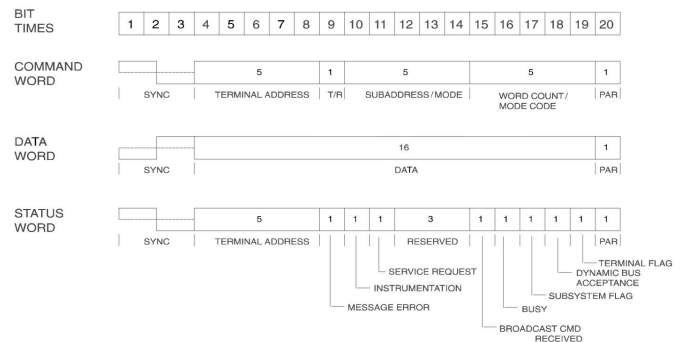 BIT
TIMES
1 2 3 4 5 6 7 8 9 10 11 12 13 14 15 16 17 18 19 20
COMMAND
WORD
5 1 5 5 1
SYNC TERMINAL ADDRESS T/R SUBADDRESS/MODE WORD COUNT/
MODE CODE PAR
DATA
WORD
16 1
SYNC DATA PAR
STATUS
WORD
5 1 1 1 3 1 1 1 1 1 1
SYNC TERMINAL ADDRESS RESERVED PAR
TERMINAL FLAG
SERVICE REQUEST
DYNAMIC BUS
ACCEPTANCE
INSTRUMENTATION
SUBSYSTEM FLAG
MESSAGE ERROR
BUSY
BROADCAST CMD
RECEIVED